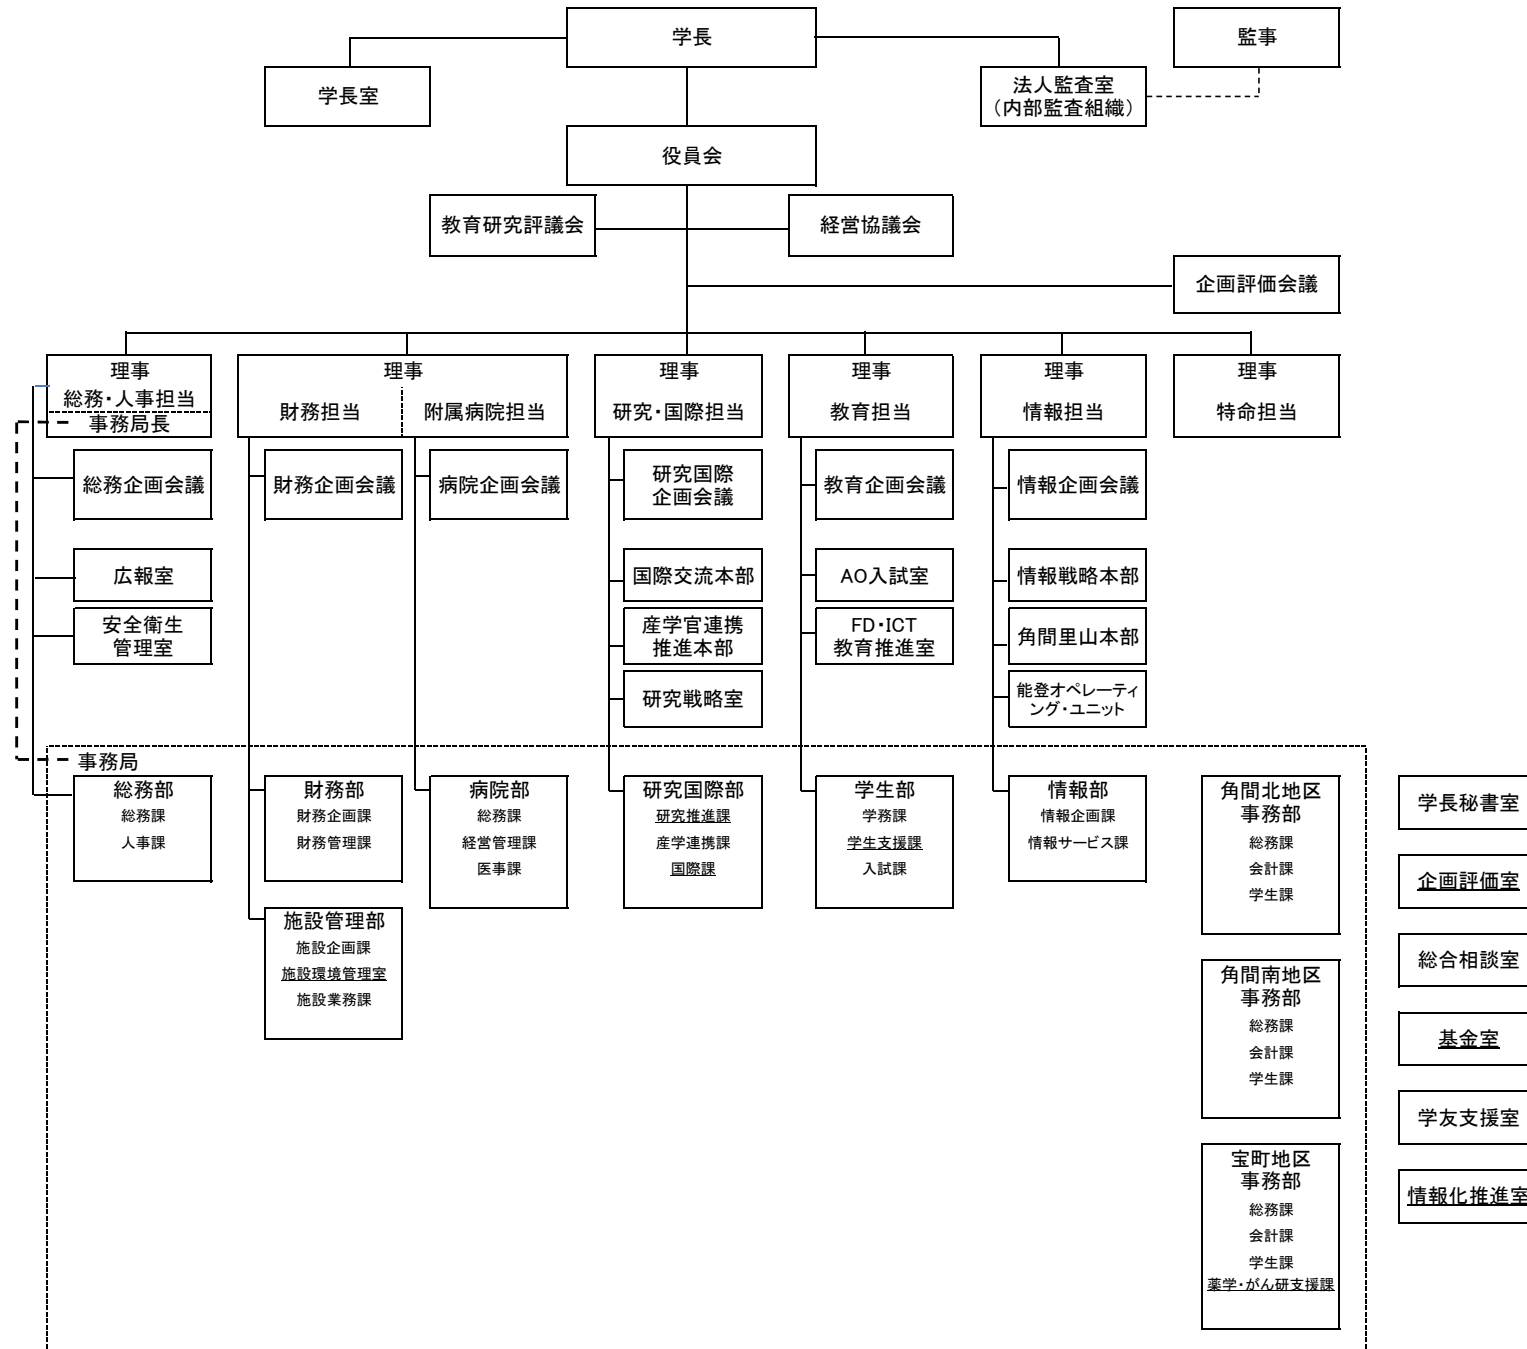 学長
監事
学長室
法人監査室
（内部監査組織）
役員会
教育研究評議会
経営協議会
企画評価会議
理事
総務・人事担当
事務局長
理事
財務担当
附属病院担当
理事
研究・国際担当
理事
教育担当
理事
情報担当
理事
特命担当
総務企画会議
財務企画会議
病院企画会議
研究国際
企画会議
教育企画会議
情報企画会議
広報室
国際交流本部
AO入試室
情報戦略本部
安全衛生
管理室
産学官連携
推進本部
FD・ICT
教育推進室
角間里山本部
研究戦略室
能登オペレーティ
ング・ユニット
事務局
総務部
総務課
人事課
財務部
財務企画課
財務管理課
病院部
総務課
経営管理課
医事課
研究国際部
研究推進課
産学連携課
国際課
学生部
学務課
学生支援課
入試課
情報部
情報企画課
情報サービス課
角間北地区
事務部
総務課
会計課
学生課
学長秘書室
企画評価室
施設管理部
施設企画課
施設環境管理室
施設業務課
角間南地区
事務部
総務課
会計課
学生課
総合相談室
基金室
学友支援室
宝町地区
事務部
総務課
会計課
学生課
薬学・がん研支援課
情報化推進室